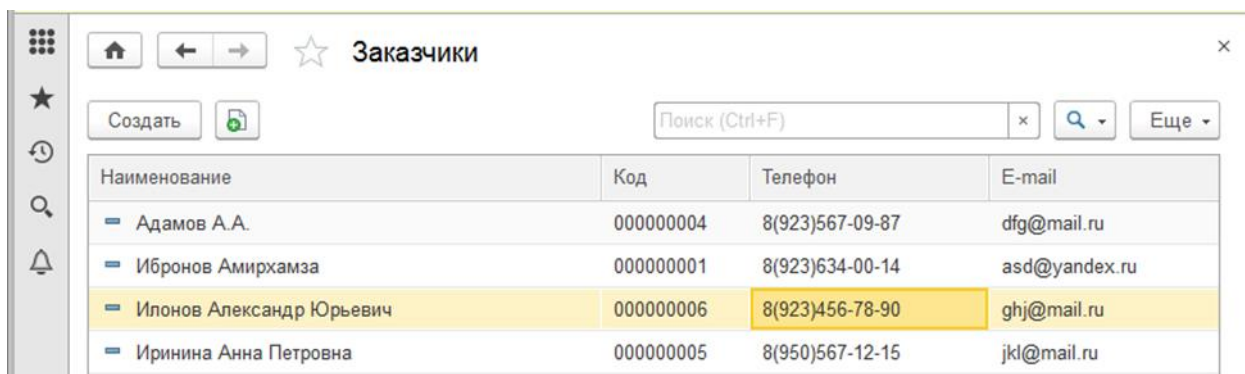 Заказчики
Создать Поиск (Ctrl+F) Еще
Наименование Код Телефон E-mail
Адамов А.А. 000000004 8(923)567-09-87 dfg@mail.ru
Ибронов Амирхамза 000000001 8(923)634-00-14 asd@yandex.ru
Илонов Александр Юрьевич 000000006 8(923)456-78-90 ghj@mail.ru
Иринина Анна Петровна 000000005 8(950)567-12-15 jkl@mail.ru